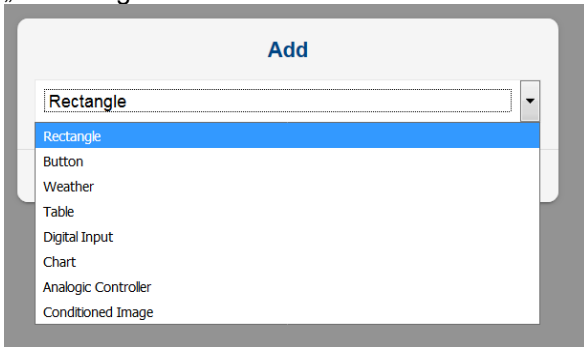 Add
Rectangle
Rectangle
Button
Weather
Table
Digital Input
Chart
Analogic Controller
Conditioned Image